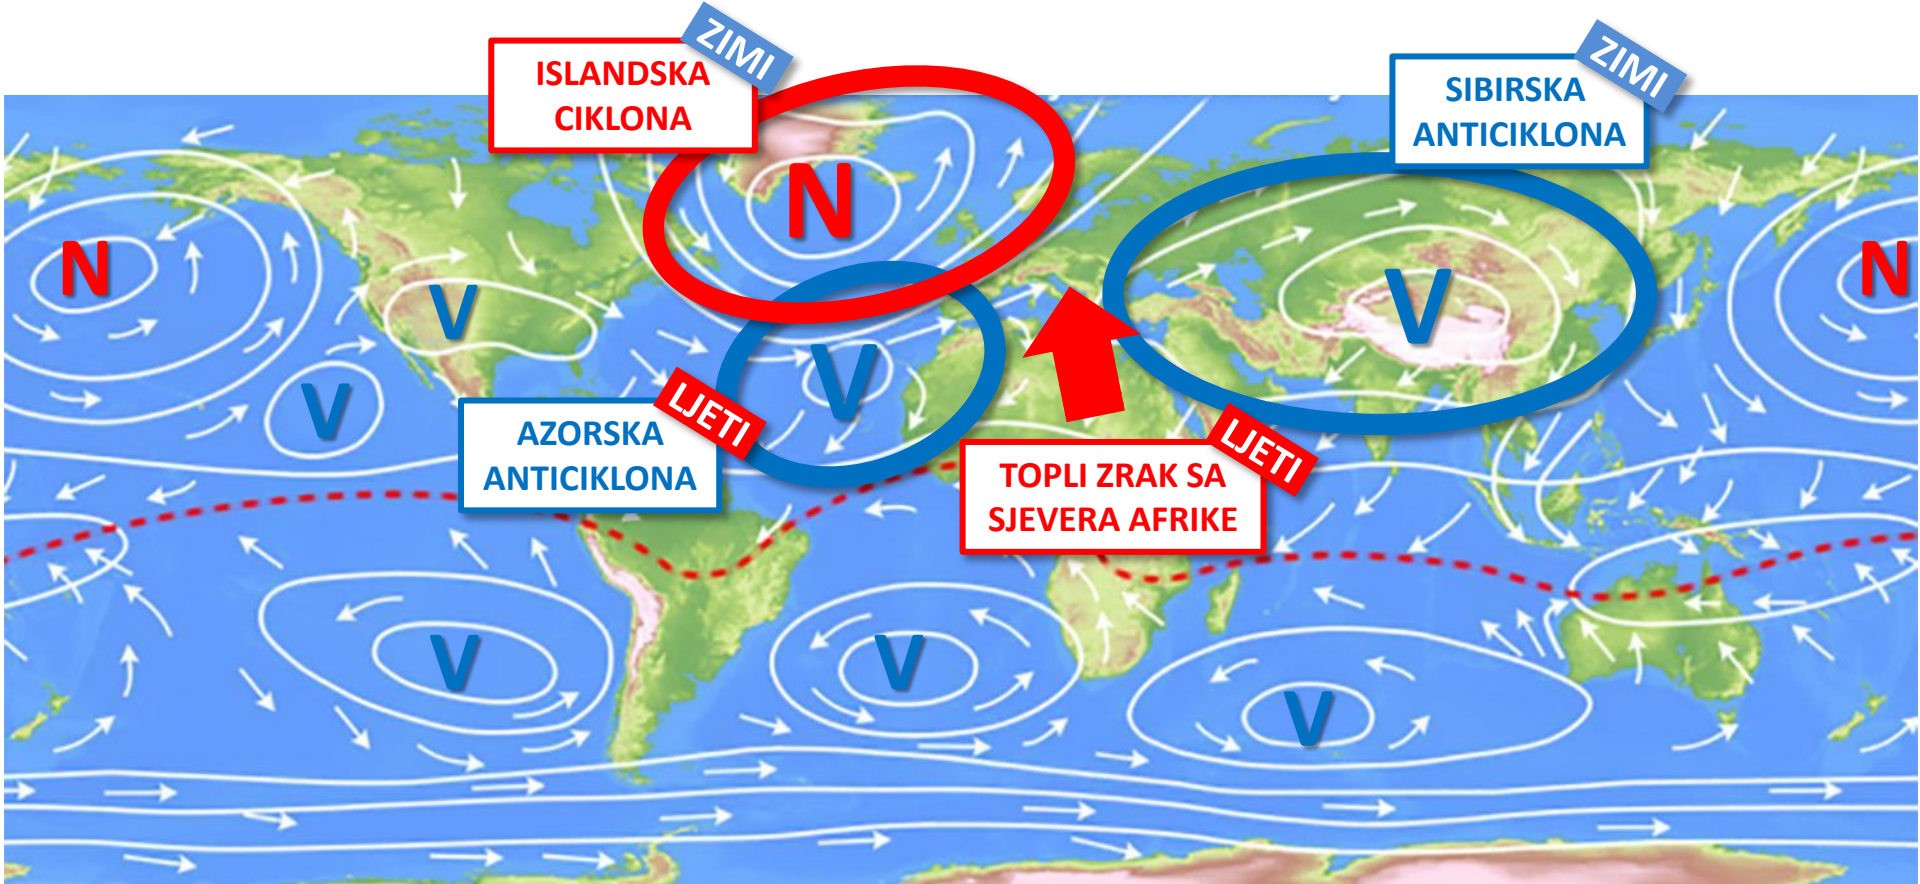 ZIMI
ISLANDSKA
CIKLONA
ZIMI
SIBIRSKA
ANTICIKLONA
N
N
N
V
V
V
V
LJETI
AZORSKA
ANTICIKLONA
LJETI
TOPLI ZRAK SA
SJEVERA AFRIKE
V
V
V